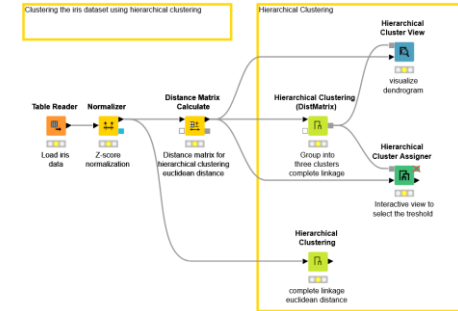 Clustering the iris dataset using hierarchical clustering
Hierarchical Clustering
Hierarchical
Cluster View
visualize
dendrogram
Table Reader
Load iris
data
Normalizer
Z-score
normalization
Distance Matrix
Calculate
Distance matrix for
hierarchical clustering
euclidean distance
Hierarchical Clustering
(DistMatrix)
Group into
three clusters
complete linkage
Hierarchical
Cluster Assigner
Interactive view to
select the treshold
Hierarchical
Clustering
complete linkage
euclidean distance